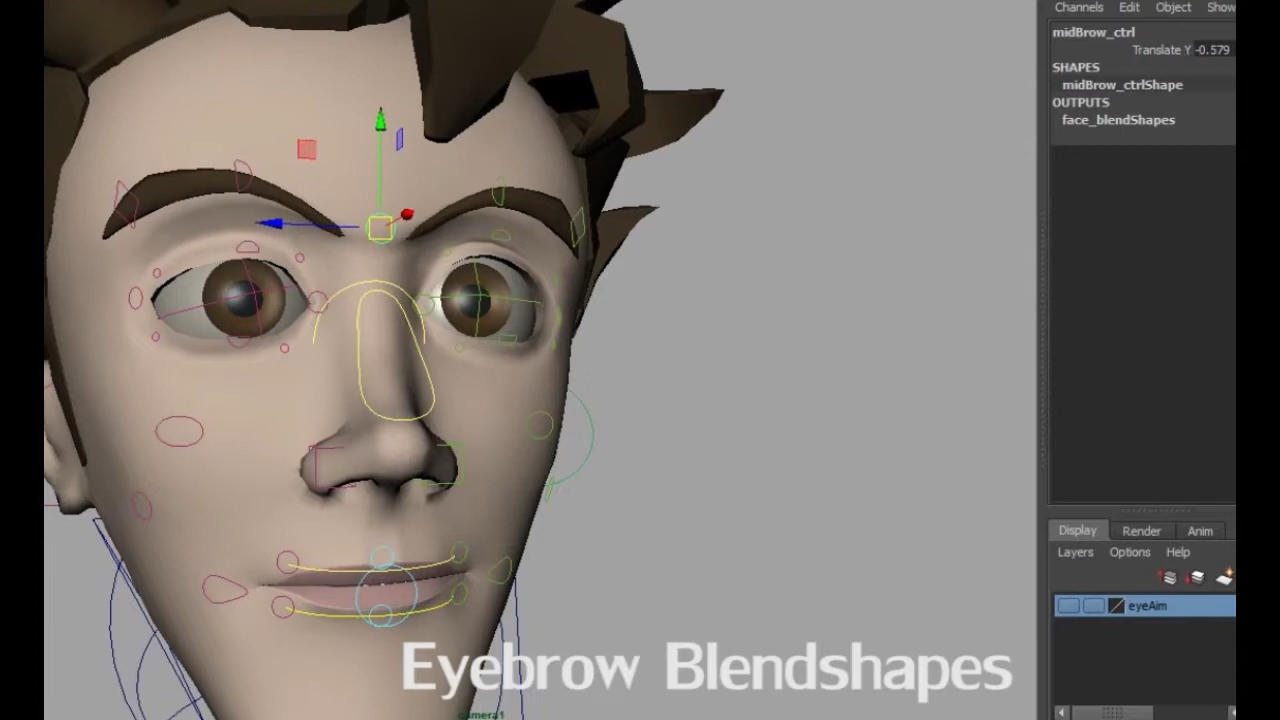 Channels Edit Object Show
midBrow_ctrl
Translate Y -0.579
SHAPES
midBrow_ctrlShape
OUTPUTS
face_blendShapes
Display Render Anim
Layers Options Help
eyeAim
Eyebrow Blendshapes
camera1